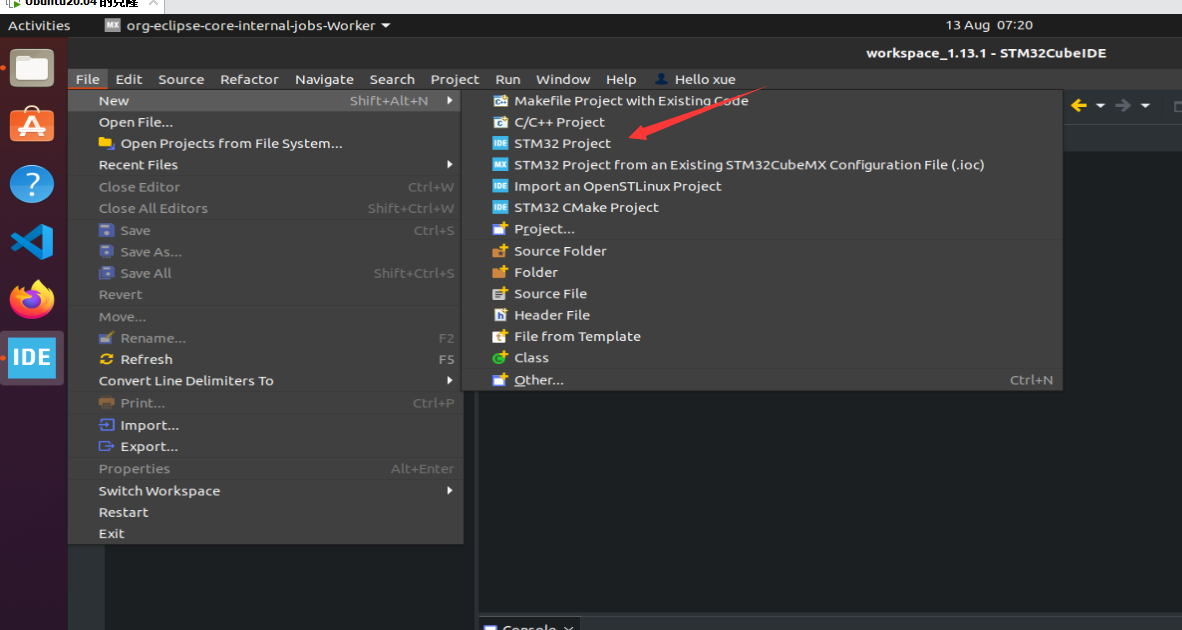 Ubuntu20.04 的克隆
Activities
MX org-eclipse-core-internal-jobs-Worker
13 Aug 07:20
workspace_1.13.1 - STM32CubeIDE
File Edit Source Refactor Navigate Search Project Run Window Help Hello xue
New Shift+Alt+N
Open File...
Open Projects from File System...
Recent Files
Close Editor Ctrl+W
Close All Editors Shift+Ctrl+W
Save Ctrl+S
Save As...
Save All Shift+Ctrl+S
Revert
Move...
Rename... F2
Refresh F5
Convert Line Delimiters To
Print... Ctrl+P
Import...
Export...
Properties Alt+Enter
Switch Workspace
Restart
Exit
Makefile Project with Existing Code
C/C++ Project
IDE STM32 Project
MX STM32 Project from an Existing STM32CubeMX Configuration File (.ioc)
IDE Import an OpenSTLinux Project
IDE STM32 CMake Project
Project...
Source Folder
Folder
Source File
Header File
File from Template
Class
Other... Ctrl+N
IDE
Console